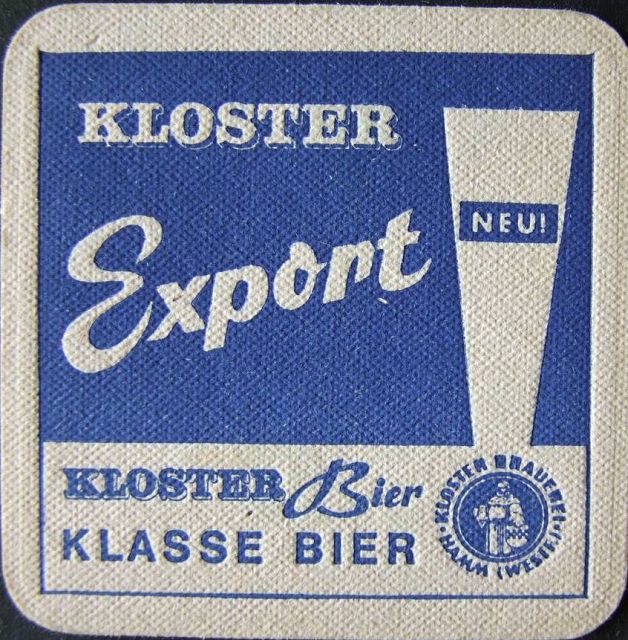 KLOSTER
NEU!
Export
KLOSTER Bier
KLASSE BIER
KLOSTER BRAUEREI
HAMM (WESTF.)